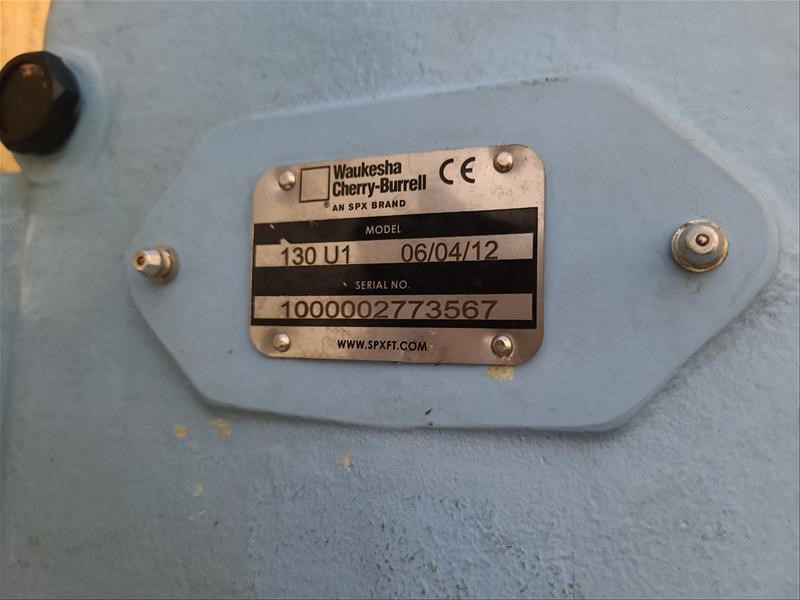 Waukesha
Cherry-Burrell
® AN SPX BRAND
CE
MODEL
130 U1 06/04/12
SERIAL NO.
1000002773567
WWW.SPXFT.COM